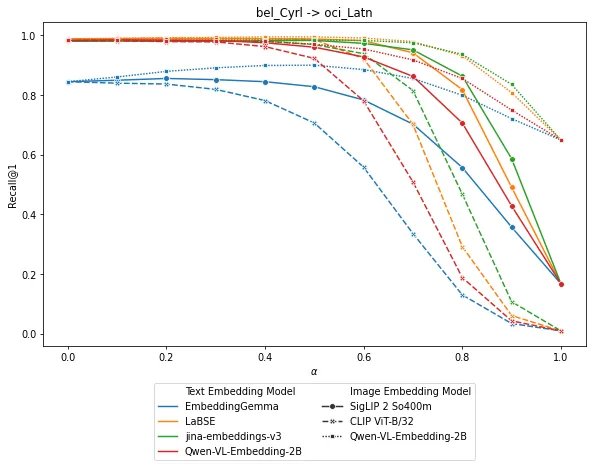 bel_Cyrl -> oci_Latn
Recall@1
1.0
0.8
0.6
0.4
0.2
0.0
0.0 0.2 0.4 0.6 0.8 1.0
α
Text Embedding Model
EmbeddingGemma
LaBSE
jina-embeddings-v3
Qwen-VL-Embedding-2B
Image Embedding Model
SigLIP 2 So400m
CLIP ViT-B/32
Qwen-VL-Embedding-2B